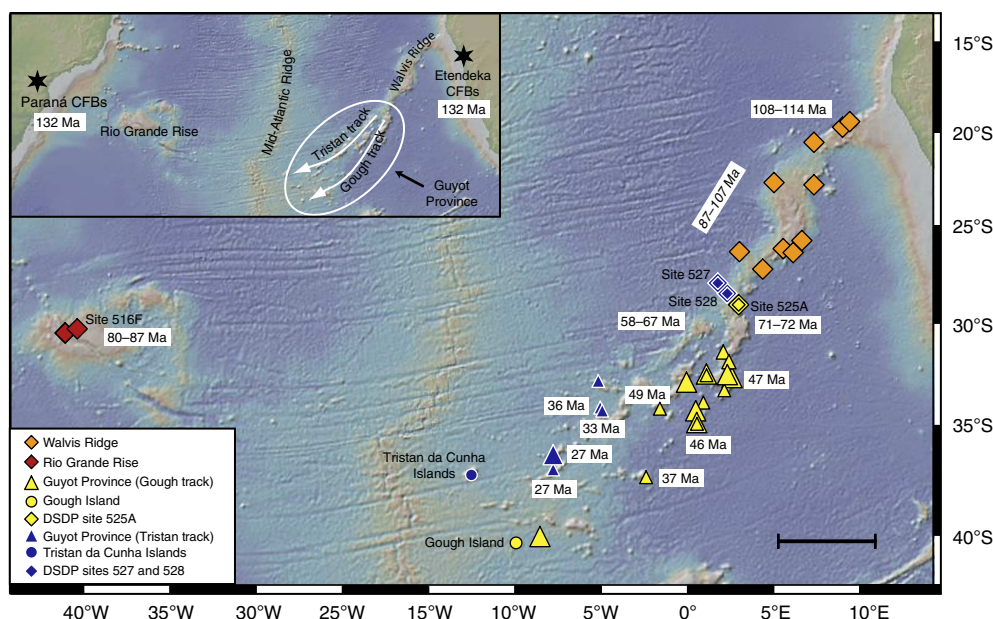 Paraná CFBs
132 Ma
Rio Grande Rise
Mid-Atlantic Ridge
Walvis Ridge
Etendeka
CFBs
132 Ma
Tristan track
Gough track
Guyot
Province
108–114 Ma
87–107 Ma
Site 527
Site 528
Site 525A
71–72 Ma
58–67 Ma
Site 516F
80–87 Ma
49 Ma
47 Ma
36 Ma
33 Ma
46 Ma
27 Ma
27 Ma
37 Ma
Tristan da Cunha
Islands
Gough Island
Walvis Ridge
Rio Grande Rise
Guyot Province (Gough track)
Gough Island
DSDP site 525A
Guyot Province (Tristan track)
Tristan da Cunha Islands
DSDP sites 527 and 528
15°S
20°S
25°S
30°S
35°S
40°S
40°W
35°W
30°W
25°W
20°W
15°W
10°W
5°W
0°
5°E
10°E